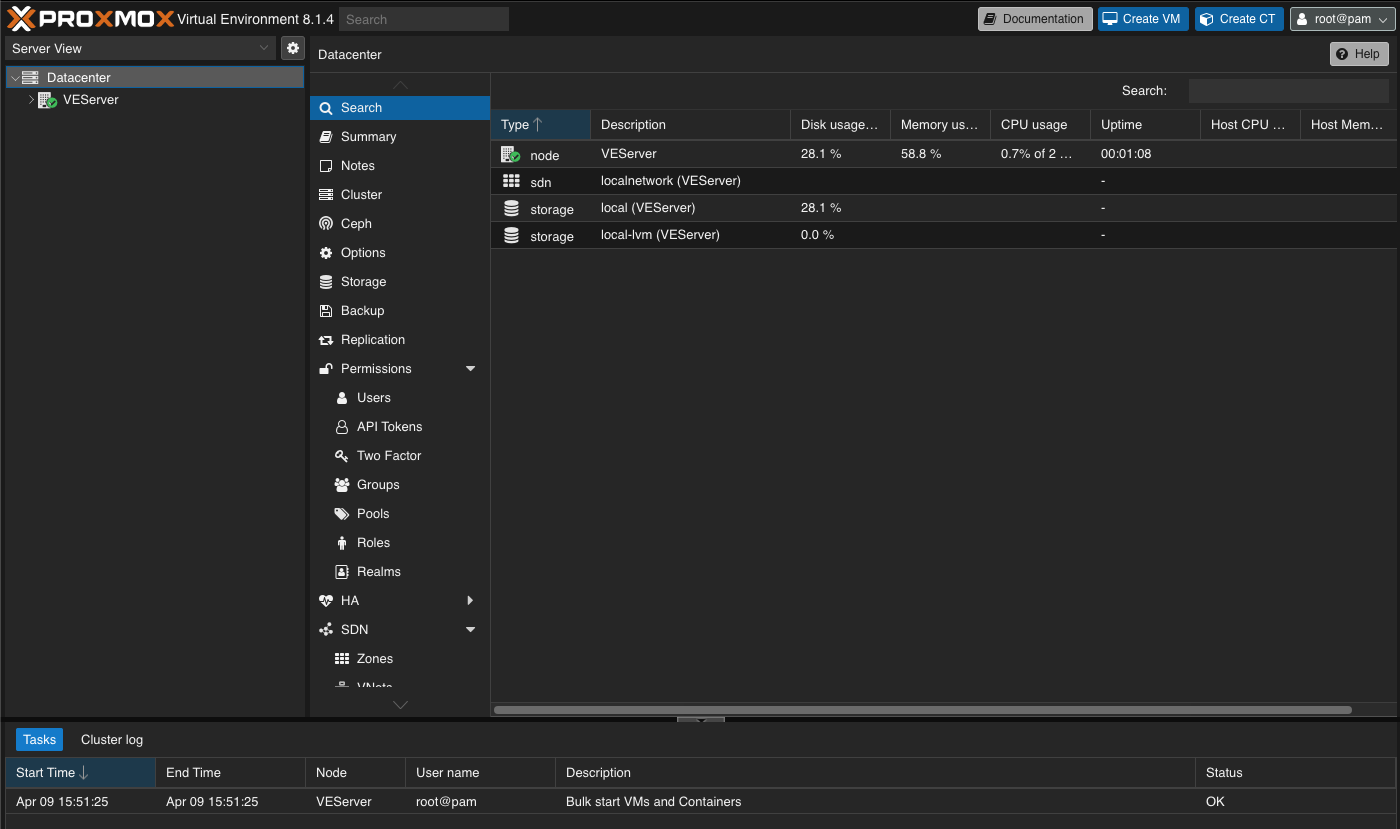 PROXMOX Virtual Environment 8.1.4 Search Documentation Create VM Create CT root@pam
Server View
Datacenter
VEServer
Datacenter Help
Search
Summary
Notes
Cluster
Ceph
Options
Storage
Backup
Replication
Permissions
Users
API Tokens
Two Factor
Groups
Pools
Roles
Realms
HA
SDN
Zones
VNets
Search:
Type Description Disk usage... Memory us... CPU usage Uptime Host CPU ... Host Mem...
node VEServer 28.1 % 58.8 % 0.7% of 2 ... 00:01:08
sdn localnetwork (VEServer) -
storage local (VEServer) 28.1 % -
storage local-lvm (VEServer) 0.0 % -
Tasks Cluster log
Start Time End Time Node User name Description Status
Apr 09 15:51:25 Apr 09 15:51:25 VEServer root@pam Bulk start VMs and Containers OK